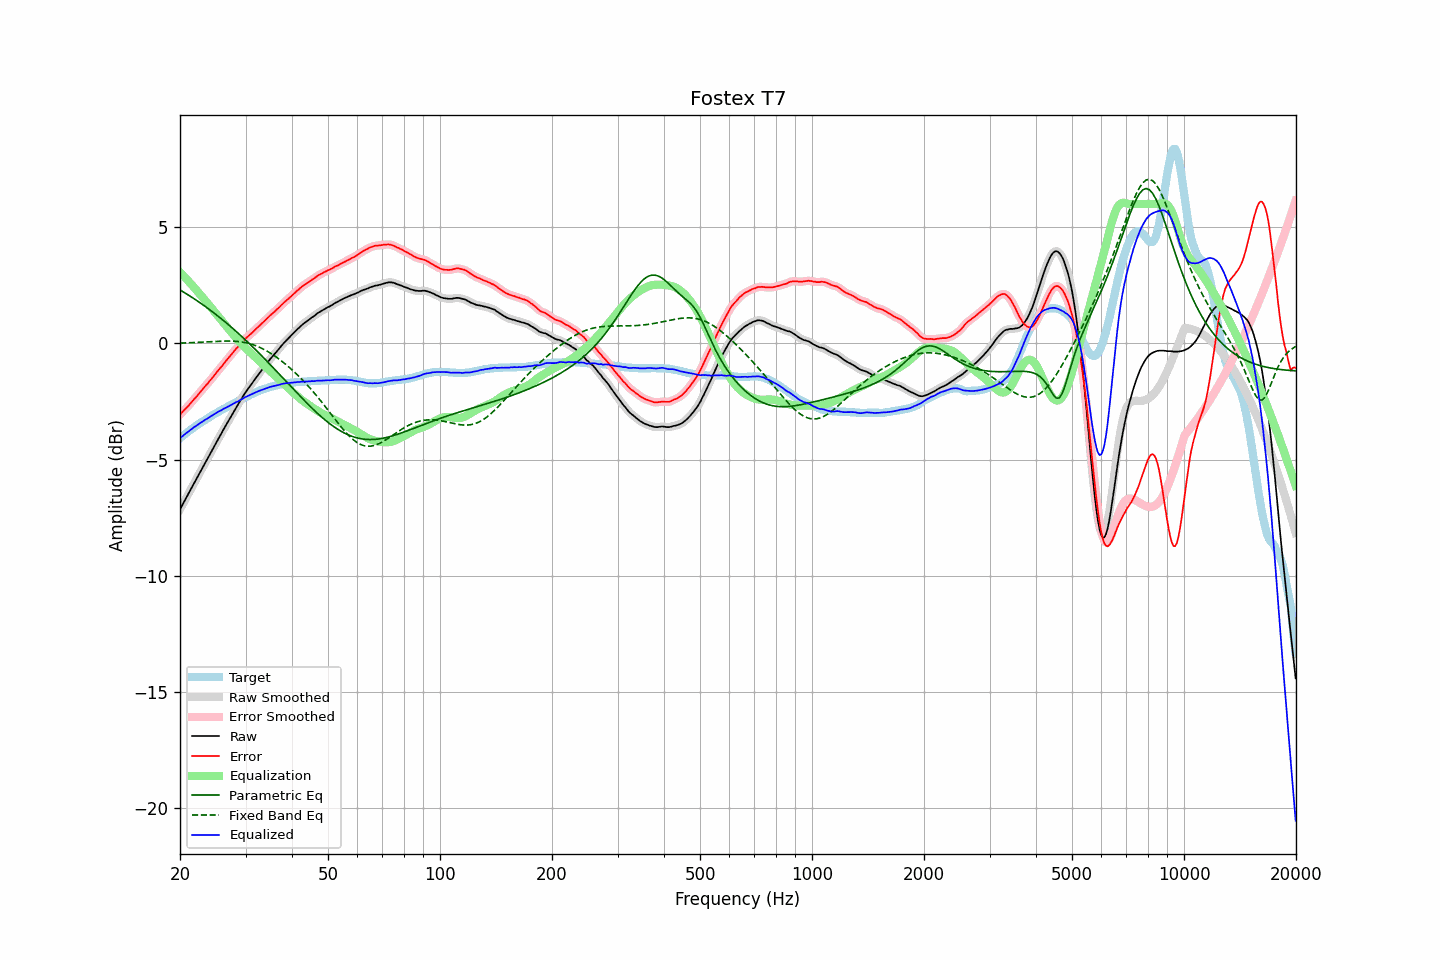 Fostex T7
Amplitude (dBr)
5
0
−5
−10
−15
−20
Target
Raw Smoothed
Error Smoothed
Raw
Error
Equalization
Parametric Eq
Fixed Band Eq
Equalized
20
50
100
200
500
1000
2000
5000
10000
20000
Frequency (Hz)